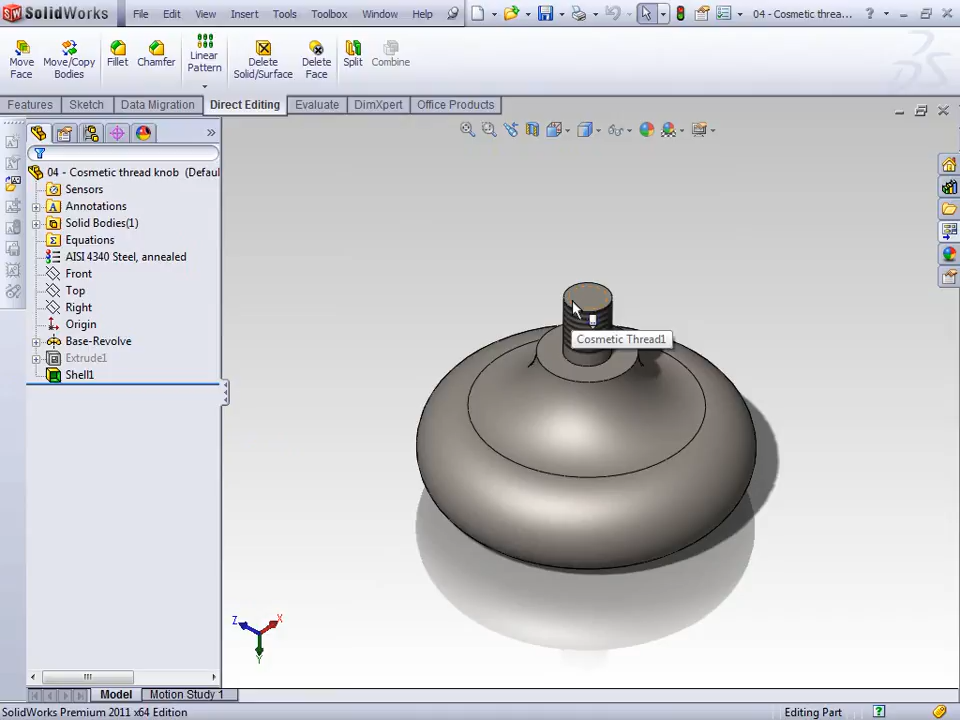 SolidWorks File Edit View Insert Tools Toolbox Window Help 04 - Cosmetic threa...
Move Face Move/Copy Bodies Fillet Chamfer Linear Pattern Delete Solid/Surface Delete Face Split Combine
Features Sketch Data Migration Direct Editing Evaluate DimXpert Office Products
04 - Cosmetic thread knob (Defaul
Sensors
Annotations
Solid Bodies(1)
Equations
AISI 4340 Steel, annealed
Front
Top
Right
Origin
Base-Revolve
Extrude1
Shell1
Cosmetic Thread1
Z X
Y
Model Motion Study 1
SolidWorks Premium 2011 x64 Edition Editing Part